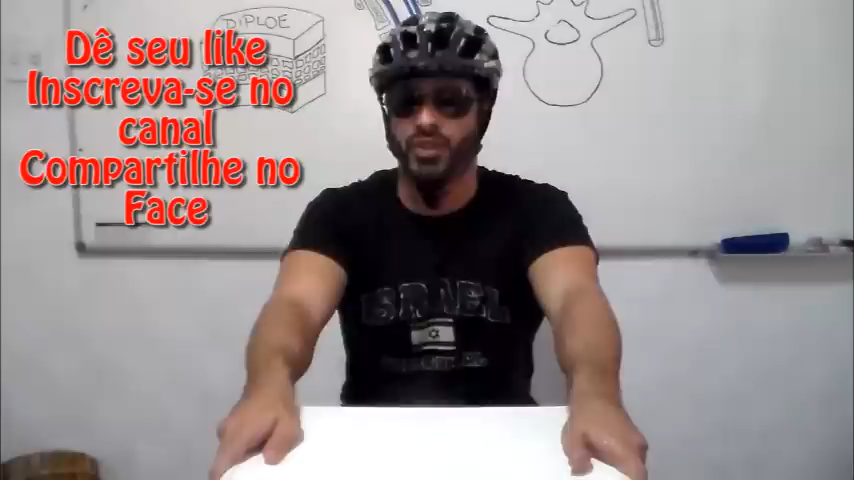 DIPLOE
Dê seu like
Inscreva-se no
canal
Compartilhe no
Face
ISRAEL